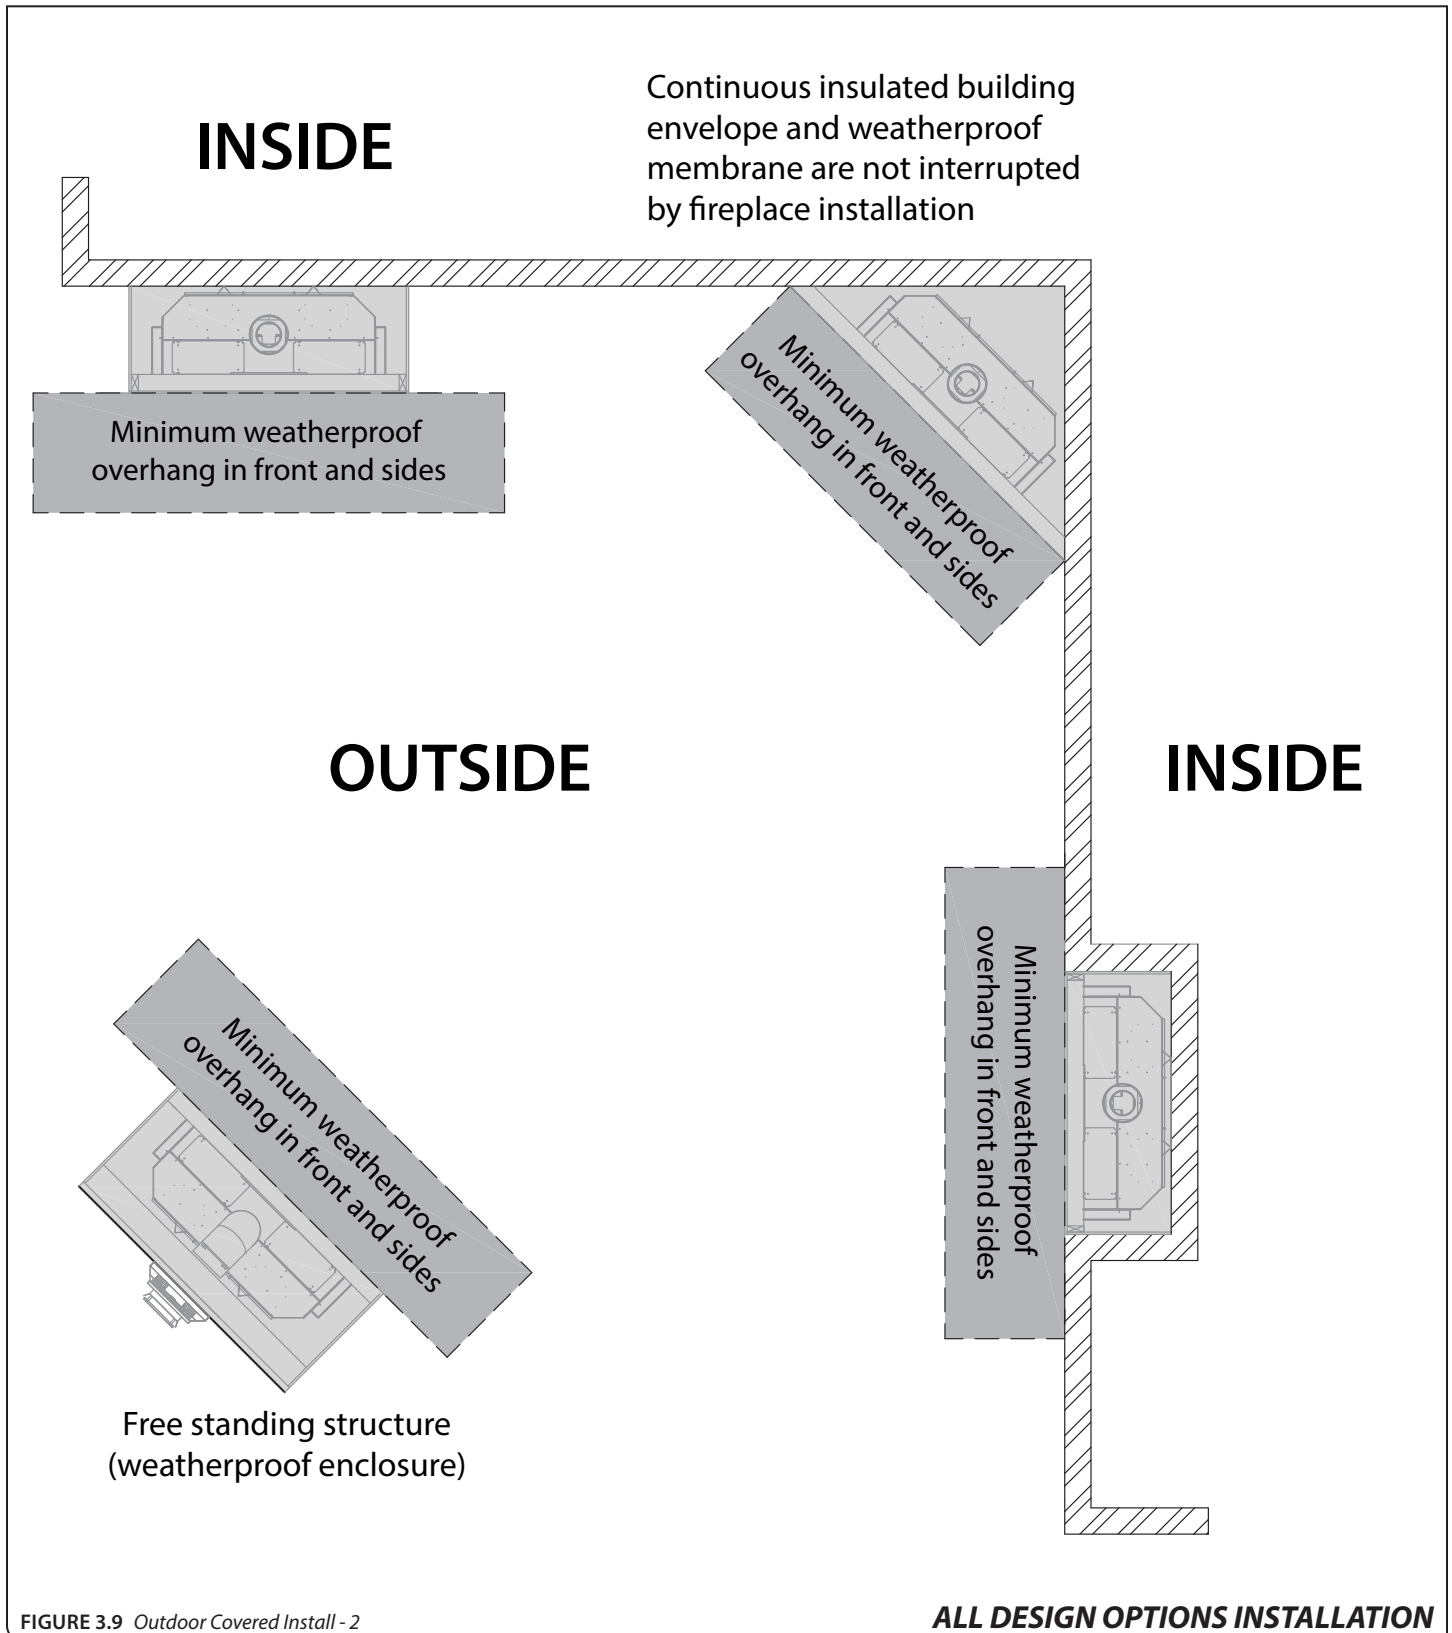 Continuous insulated building
envelope and weatherproof
membrane are not interrupted
by fireplace installation
INSIDE
Minimum weatherproof
overhang in front and sides
Minimum weatherproof
overhang in front and sides
OUTSIDE
INSIDE
Minimum weatherproof
overhang in front and sides
Minimum weatherproof
overhang in front and sides
Free standing structure
(weatherproof enclosure)
FIGURE 3.9 Outdoor Covered Install - 2
ALL DESIGN OPTIONS INSTALLATION